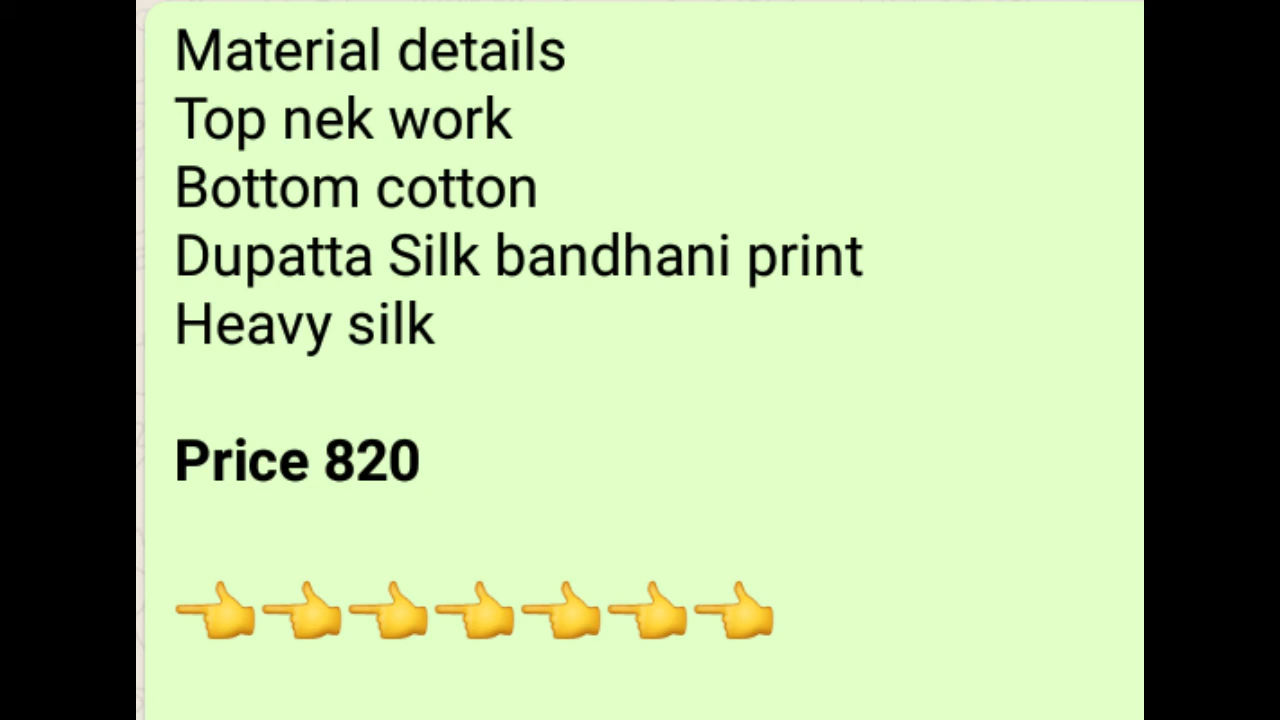 Material details
Top nek work
Bottom cotton
Dupatta Silk bandhani print
Heavy silk
Price 820
👈👈👈👈👈👈👈